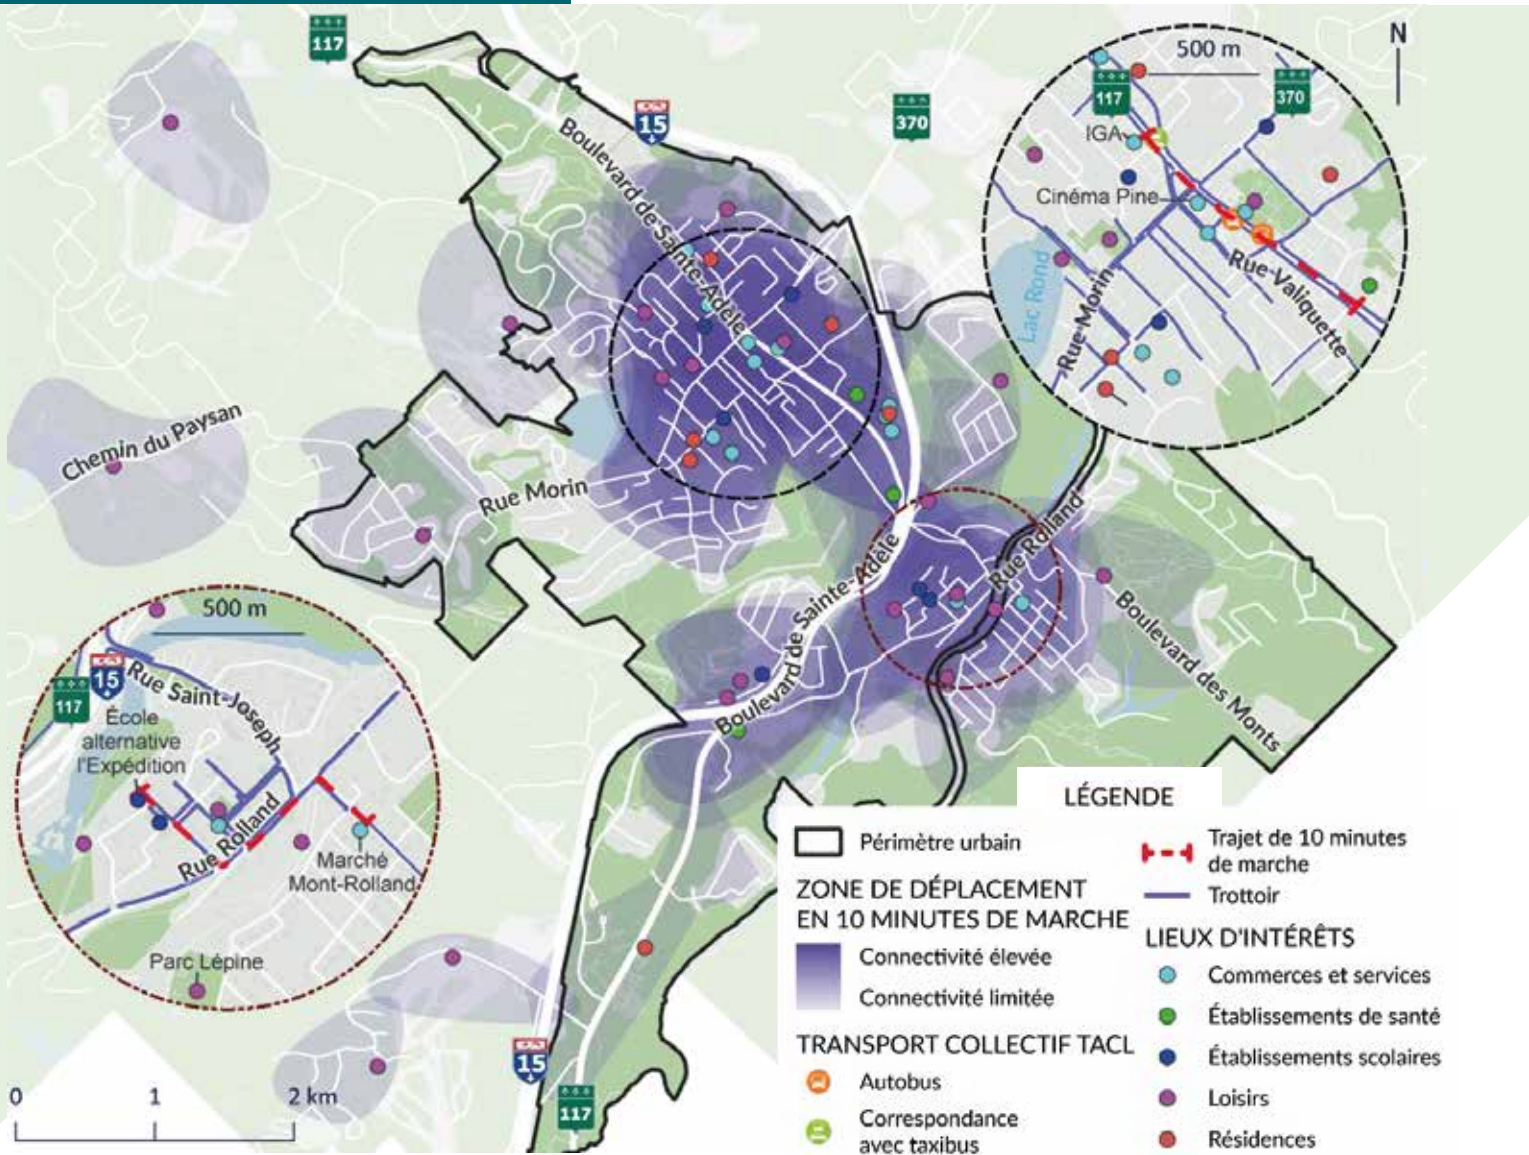 117
15
370
Boulevard de Sainte-Adèle
Chemin du Paysan
Rue Morin
Boulevard de Sainte-Adèle
Rue Rolland
Boulevard des Monts
15
117
0 1 2 km
N
500 m
117
370
IGA
Cinéma Pine
Lac Rond
Rue Morin
Rue Valiquette
500 m
15
117
Rue Saint-Joseph
École
alternative
l'Expédition
Rue Rolland
Marché
Mont-Rolland
Parc Lépine
LÉGENDE
Périmètre urbain
ZONE DE DÉPLACEMENT
EN 10 MINUTES DE MARCHE
Connectivité élevée
Connectivité limitée
TRANSPORT COLLECTIF TACL
Autobus
Correspondance
avec taxibus
Trajet de 10 minutes
de marche
Trottoir
LIEUX D'INTÉRÊTS
Commerces et services
Établissements de santé
Établissements scolaires
Loisirs
Résidences